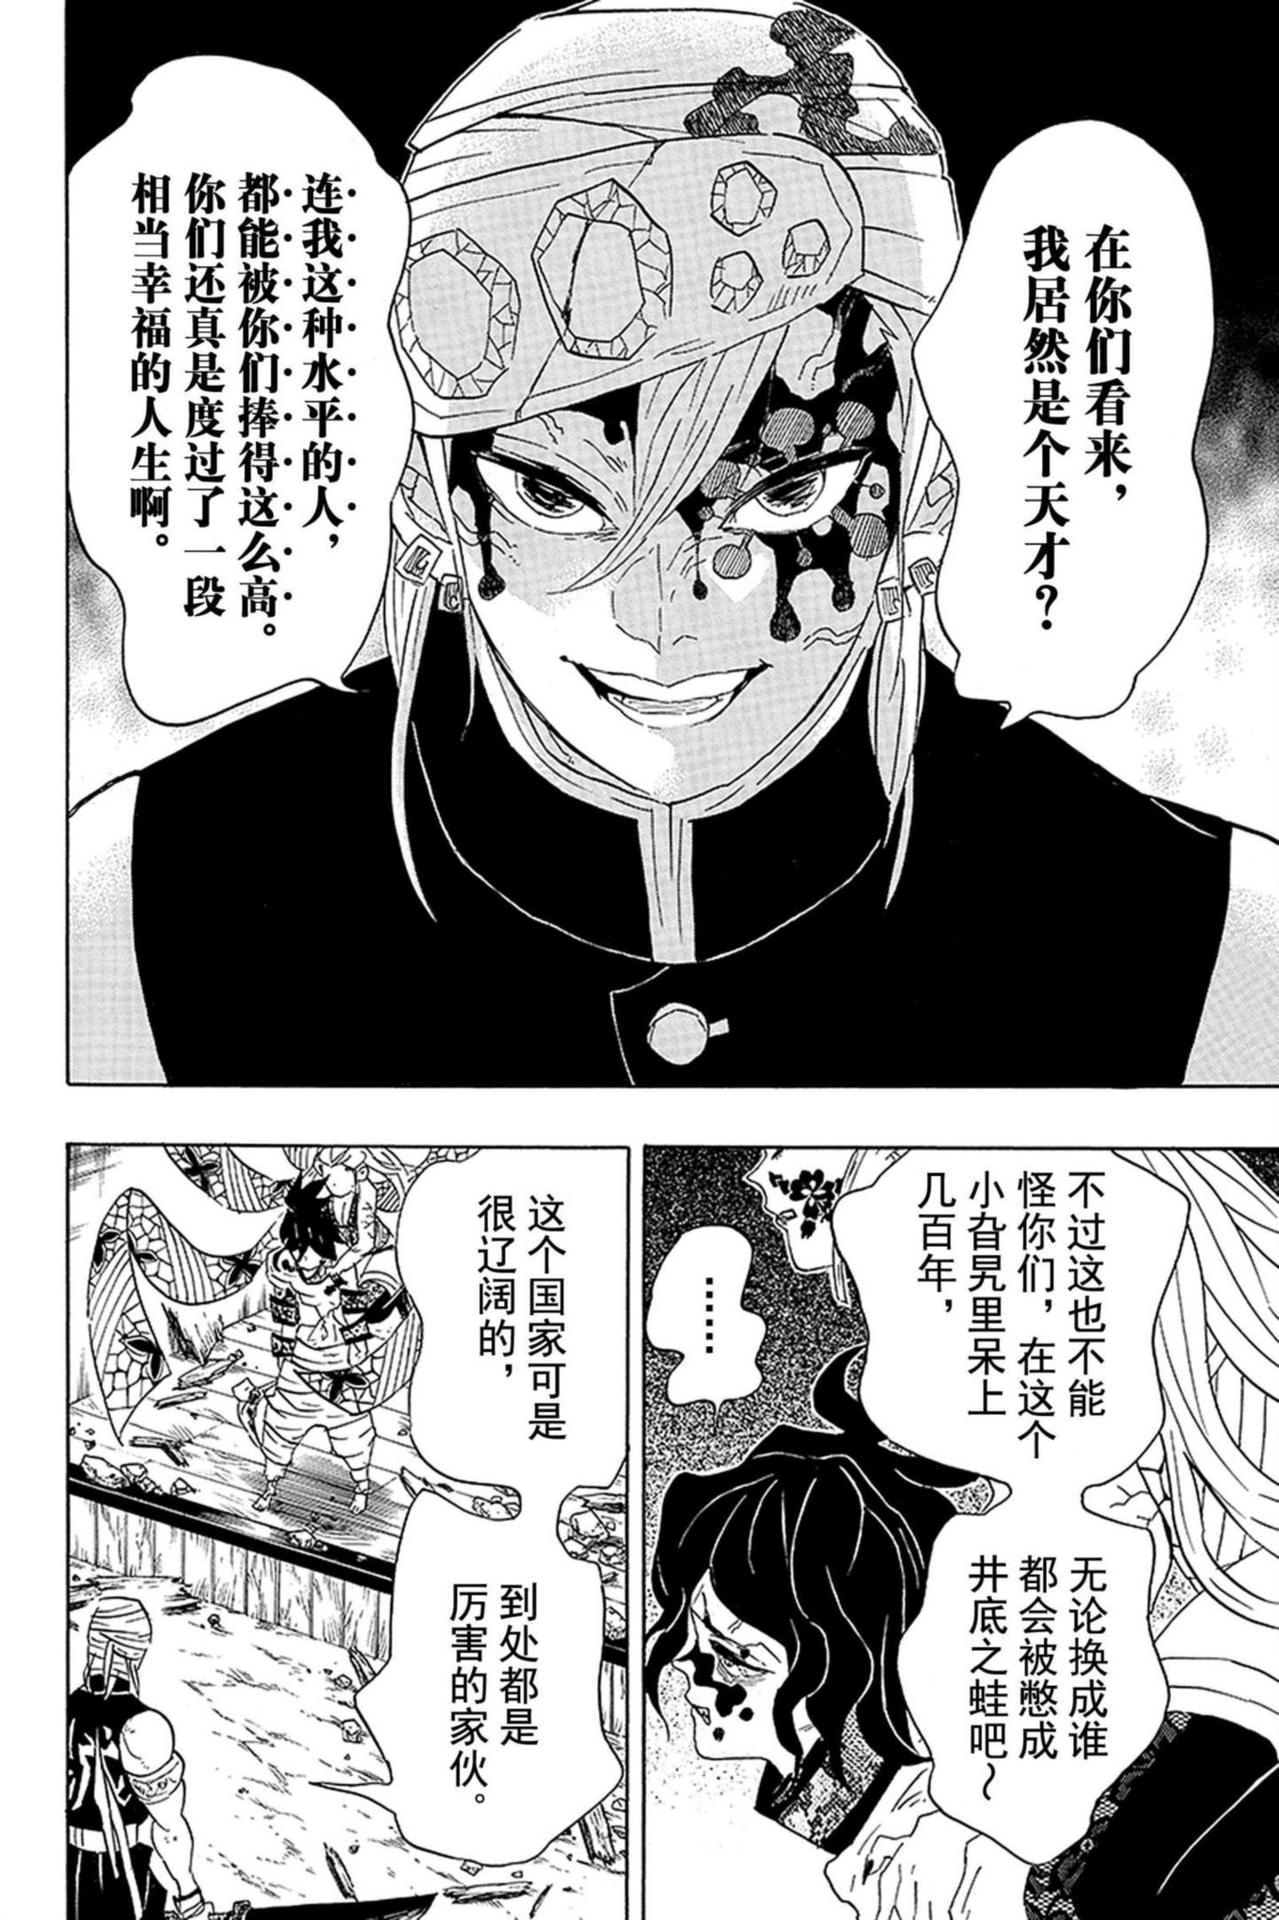 在你们看来，
我居然是个天才？
连我这种水平的人，
都能被你们捧得这么高。
你们还真是度过了一段
相当幸福的人生啊。
不过这也不能
怪你们，在这个
小旮旯里呆上
几百年，
无论换成谁
都会被憋成
井底之蛙吧～
……
这个国家可是
很辽阔的，
到处都是
厉害的家伙。